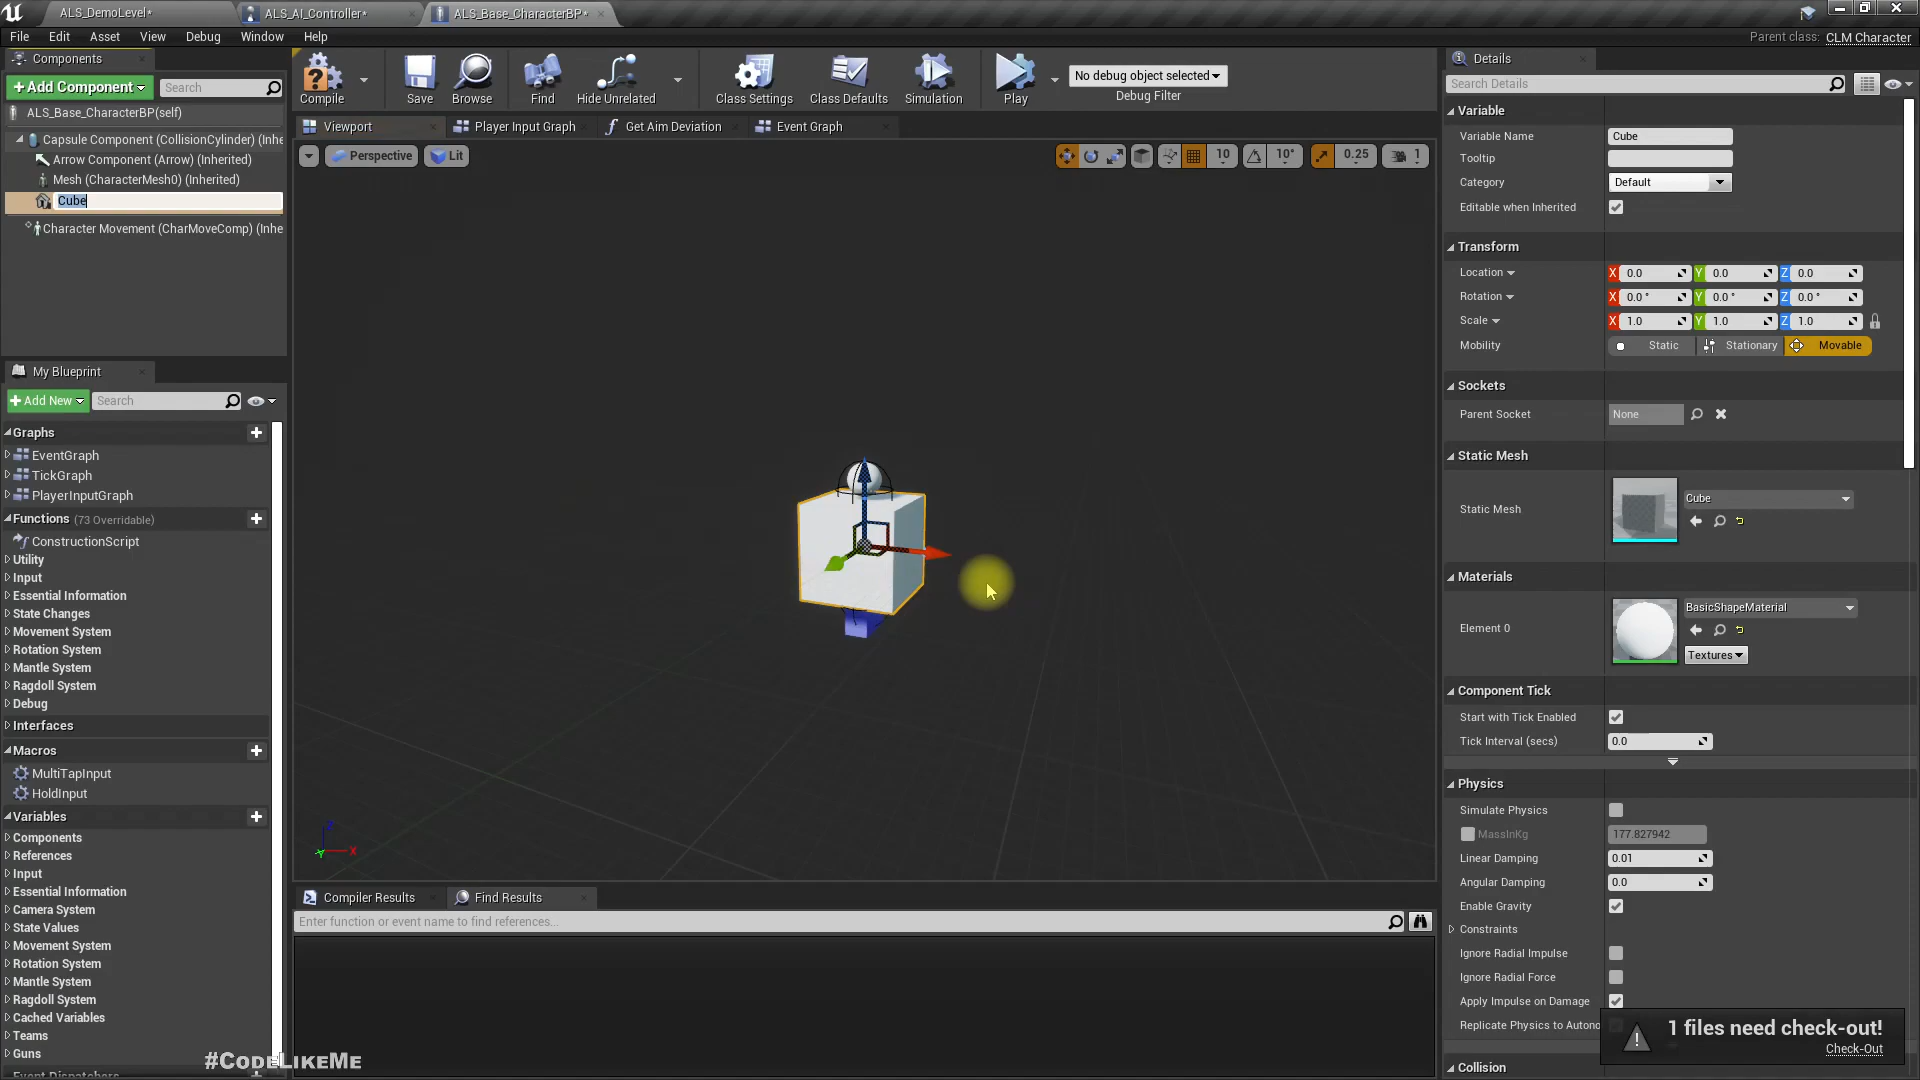 ALS_DemoLevel*
ALS_AI_Controller*
ALS_Base_CharacterBP*
File Edit Asset View Debug Window Help
Parent class: CLM Character
Components
+Add Component
Search
Compile
Save
Browse
Find
Hide Unrelated
Class Settings
Class Defaults
Simulation
Play
No debug object selected
Debug Filter
ALS_Base_CharacterBP(self)
Capsule Component (CollisionCylinder) (Inhe
Arrow Component (Arrow) (Inherited)
Mesh (CharacterMesh0) (Inherited)
Cube
Character Movement (CharMoveComp) (Inhe
Viewport
Player Input Graph
Get Aim Deviation
Event Graph
Perspective
Lit
10
10°
0.25
1
Z
X
Y
My Blueprint
+Add New
Search
Graphs
EventGraph
TickGraph
PlayerInputGraph
Functions (73 Overridable)
ConstructionScript
Utility
Input
Essential Information
State Changes
Movement System
Rotation System
Mantle System
Ragdoll System
Debug
Interfaces
Macros
MultiTapInput
HoldInput
Variables
Components
References
Input
Essential Information
Camera System
State Values
Movement System
Rotation System
Mantle System
Ragdoll System
Cached Variables
Teams
Guns
Event Dispatchers
#CodeLikeMe
Compiler Results
Find Results
Enter function or event name to find references...
Details
Search Details
Variable
Variable Name Cube
Tooltip
Category Default
Editable when Inherited
Transform
Location X 0.0 Y 0.0 Z 0.0
Rotation X 0.0 ° Y 0.0 ° Z 0.0 °
Scale X 1.0 Y 1.0 Z 1.0
Mobility Static Stationary Movable
Sockets
Parent Socket None
Static Mesh
Static Mesh Cube
Materials
Element 0 BasicShapeMaterial
Textures
Component Tick
Start with Tick Enabled
Tick Interval (secs) 0.0
Physics
Simulate Physics
MassInKg 177.827942
Linear Damping 0.01
Angular Damping 0.0
Enable Gravity
Constraints
Ignore Radial Impulse
Ignore Radial Force
Apply Impulse on Damage
Replicate Physics to Autono
Collision
1 files need check-out!
Check-Out